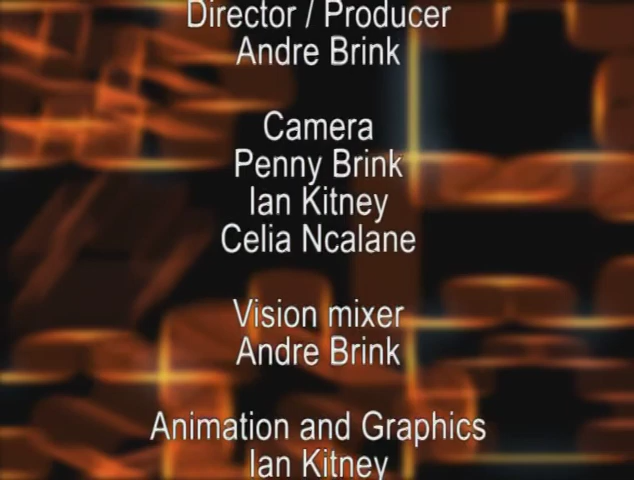 Director / Producer
Andre Brink
Camera
Penny Brink
Ian Kitney
Celia Ncalane
Vision mixer
Andre Brink
Animation and Graphics
Ian Kitney